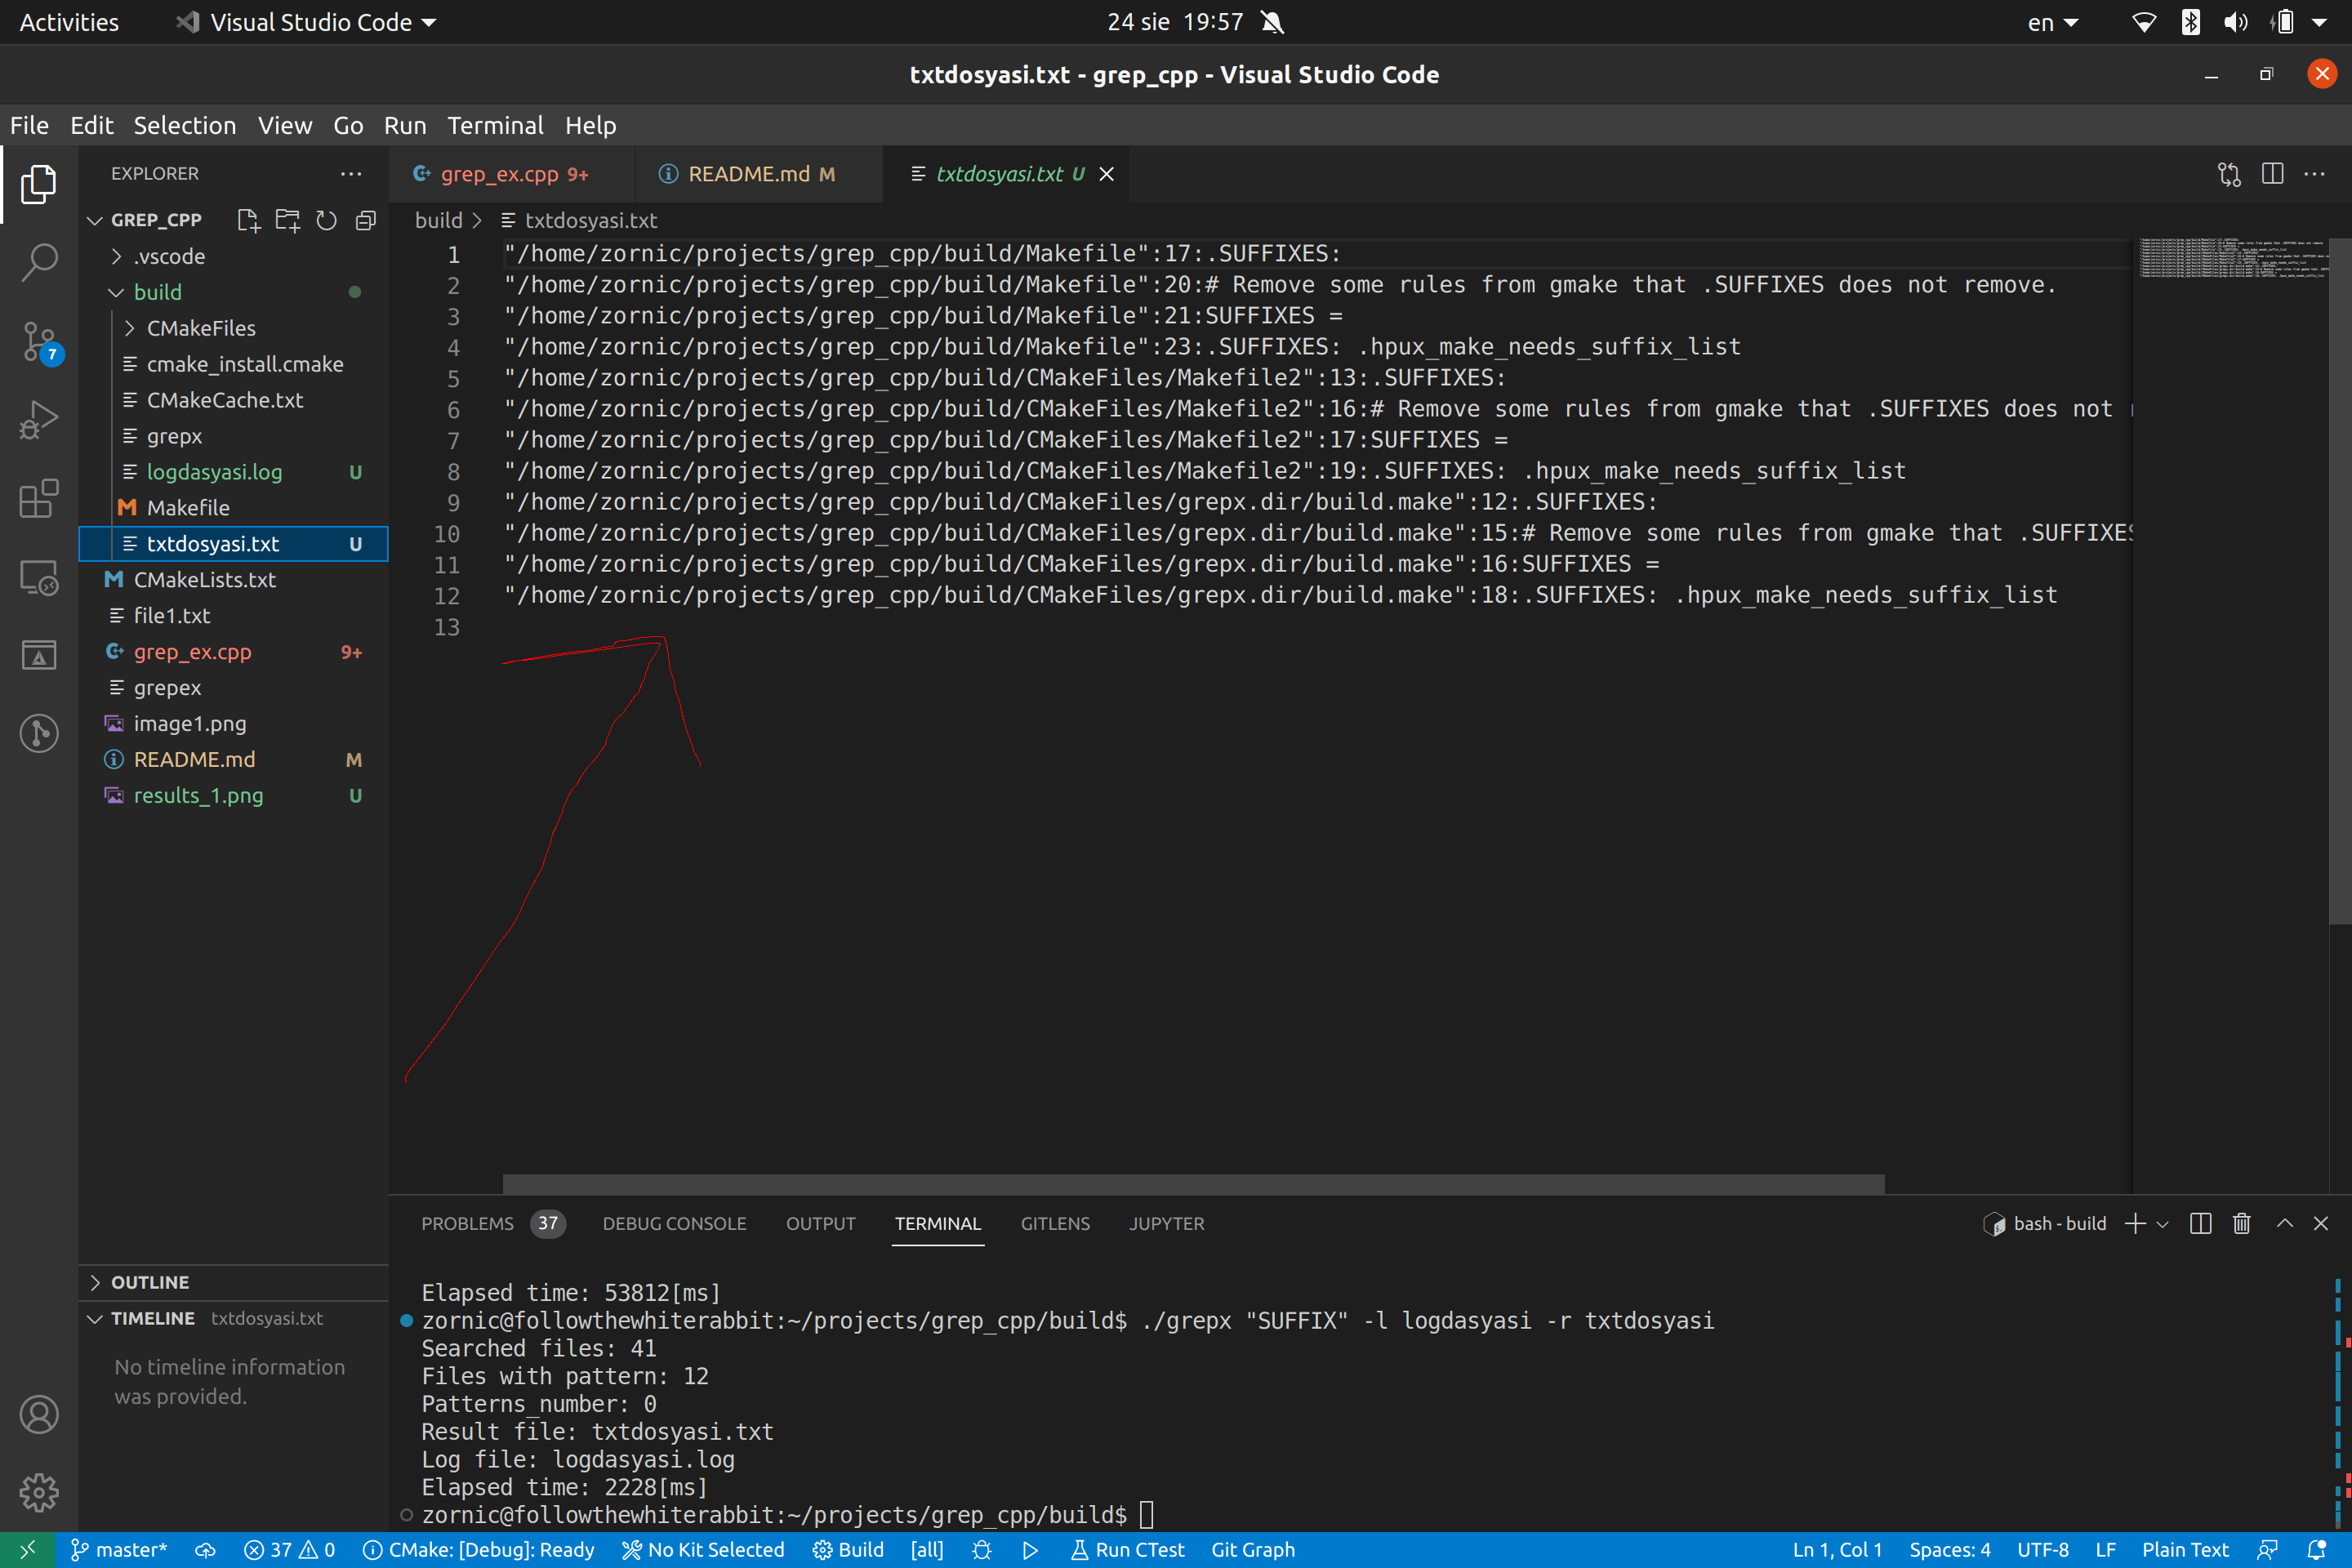 Activities Visual Studio Code 24 sie 19:57 en
txtdosyasi.txt - grep_cpp - Visual Studio Code
File Edit Selection View Go Run Terminal Help
EXPLORER
GREP_CPP
.vscode
build
CMakeFiles
cmake_install.cmake
CMakeCache.txt
grepx
logdasyasi.log U
Makefile
txtdosyasi.txt U
CMakeLists.txt
file1.txt
grep_ex.cpp 9+
grepex
image1.png
README.md M
results_1.png U
7
OUTLINE
TIMELINE txtdosyasi.txt
No timeline information
was provided.
grep_ex.cpp 9+ README.md M txtdosyasi.txt U
build > txtdosyasi.txt
1 "/home/zornic/projects/grep_cpp/build/Makefile":17:.SUFFIXES:
2 "/home/zornic/projects/grep_cpp/build/Makefile":20:# Remove some rules from gmake that .SUFFIXES does not remove.
3 "/home/zornic/projects/grep_cpp/build/Makefile":21:SUFFIXES =
4 "/home/zornic/projects/grep_cpp/build/Makefile":23:.SUFFIXES: .hpux_make_needs_suffix_list
5 "/home/zornic/projects/grep_cpp/build/CMakeFiles/Makefile2":13:.SUFFIXES:
6 "/home/zornic/projects/grep_cpp/build/CMakeFiles/Makefile2":16:# Remove some rules from gmake that .SUFFIXES does not
7 "/home/zornic/projects/grep_cpp/build/CMakeFiles/Makefile2":17:SUFFIXES =
8 "/home/zornic/projects/grep_cpp/build/CMakeFiles/Makefile2":19:.SUFFIXES: .hpux_make_needs_suffix_list
9 "/home/zornic/projects/grep_cpp/build/CMakeFiles/grepx.dir/build.make":12:.SUFFIXES:
10 "/home/zornic/projects/grep_cpp/build/CMakeFiles/grepx.dir/build.make":15:# Remove some rules from gmake that .SUFFIXES
11 "/home/zornic/projects/grep_cpp/build/CMakeFiles/grepx.dir/build.make":16:SUFFIXES =
12 "/home/zornic/projects/grep_cpp/build/CMakeFiles/grepx.dir/build.make":18:.SUFFIXES: .hpux_make_needs_suffix_list
13
PROBLEMS 37 DEBUG CONSOLE OUTPUT TERMINAL GITLENS JUPYTER bash - build
Elapsed time: 53812[ms]
zornic@followthewhiterabbit:~/projects/grep_cpp/build$ ./grepx "SUFFIX" -l logdasyasi -r txtdosyasi
Searched files: 41
Files with pattern: 12
Patterns_number: 0
Result file: txtdosyasi.txt
Log file: logdasyasi.log
Elapsed time: 2228[ms]
zornic@followthewhiterabbit:~/projects/grep_cpp/build$
master* 37 0 CMake: [Debug]: Ready No Kit Selected Build [all] Run CTest Git Graph Ln 1, Col 1 Spaces: 4 UTF-8 LF Plain Text